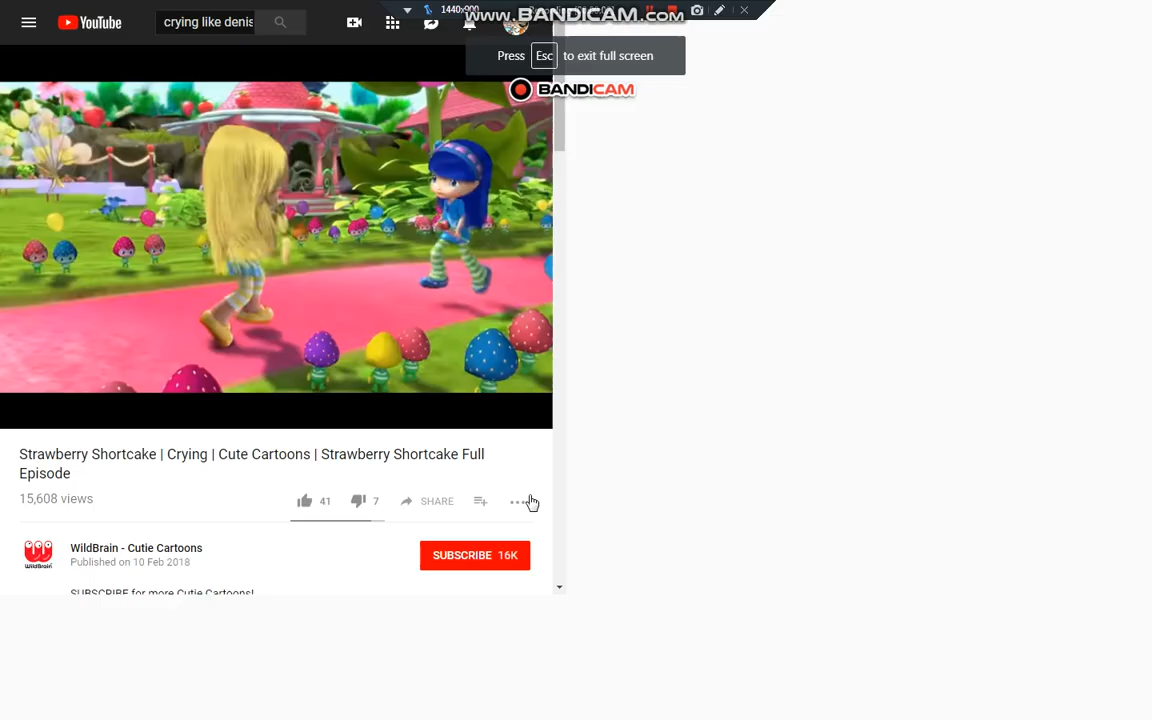 YouTube
crying like denis
1440x900
www.BANDICAM.com
Press Esc to exit full screen
BANDICAM
Strawberry Shortcake | Crying | Cute Cartoons | Strawberry Shortcake Full
Episode
15,608 views
41
7
SHARE
WildBrain - Cutie Cartoons
Published on 10 Feb 2018
SUBSCRIBE 16K
WildBrain
SUBSCRIBE for more Cutie Cartoons!